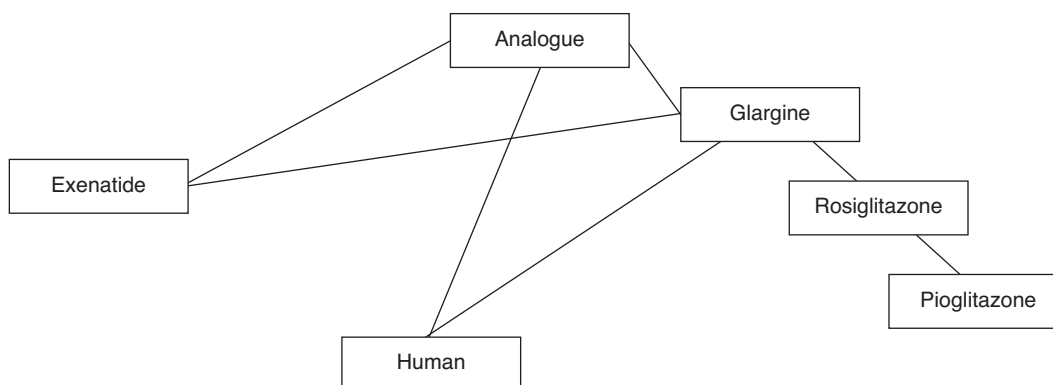 Analogue
Glargine
Exenatide
Rosiglitazone
Pioglitazone
Human